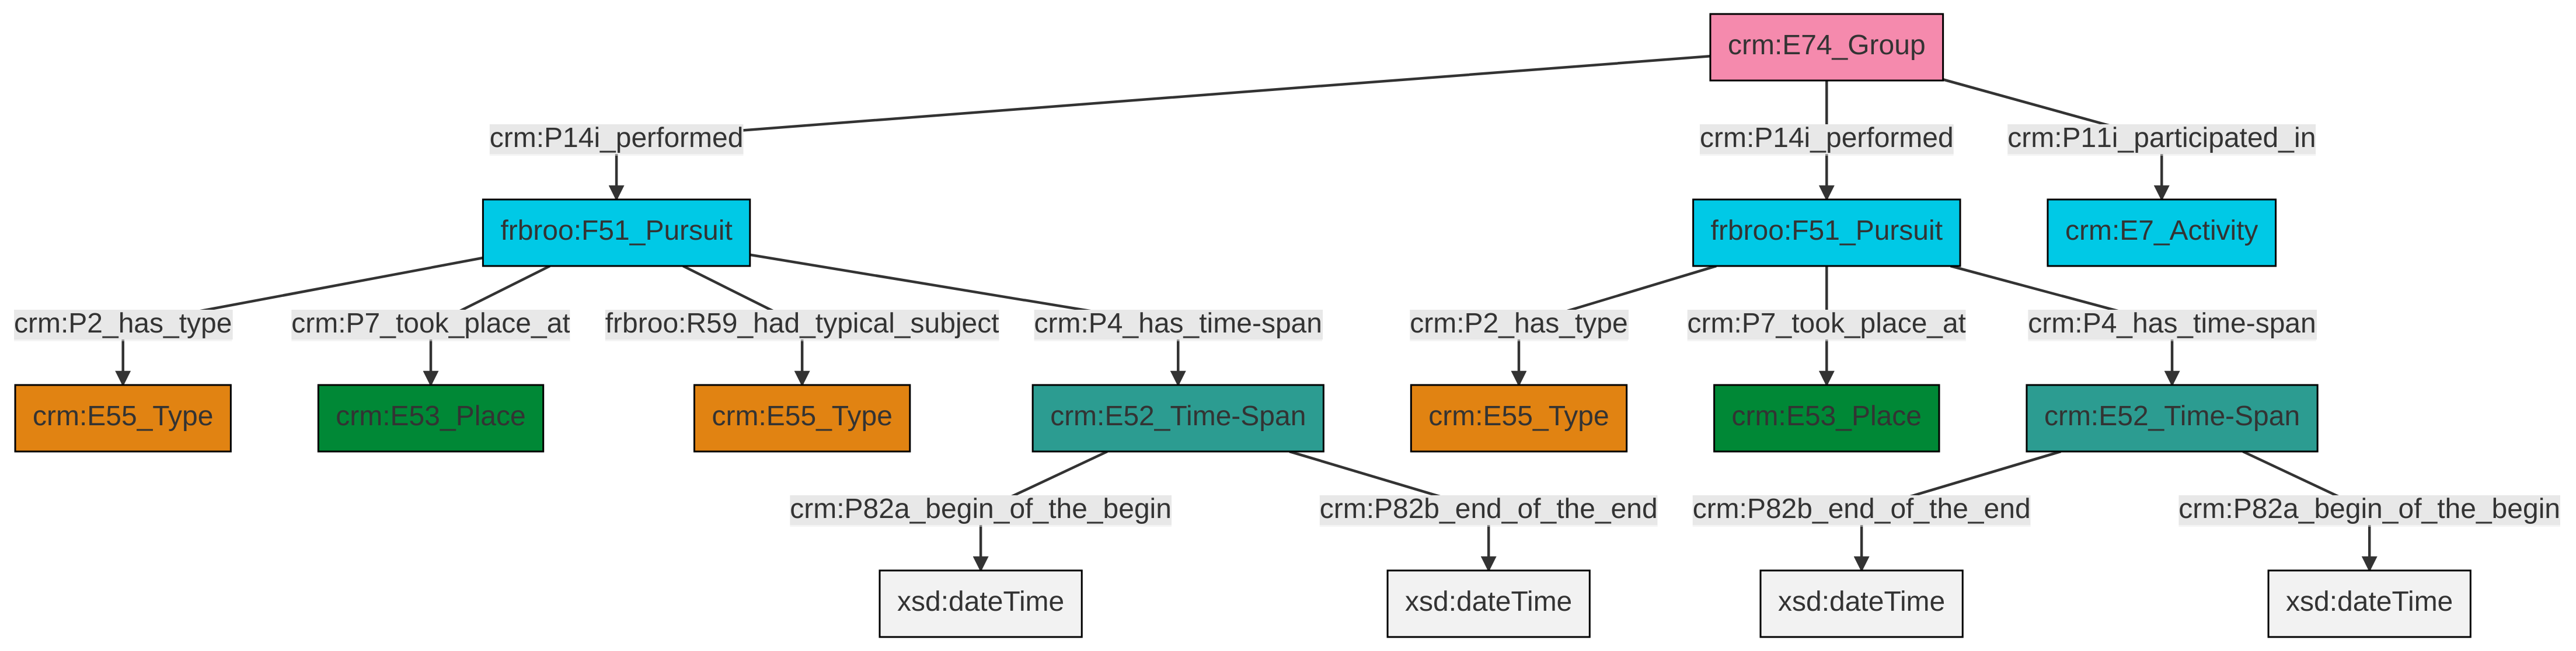 crm:E74_Group
crm:P14i_performed
crm:P14i_performed
crm:P11i_participated_in
frbroo:F51_Pursuit
frbroo:F51_Pursuit
crm:E7_Activity
crm:P2_has_type
crm:P7_took_place_at
frbroo:R59_had_typical_subject
crm:P4_has_time-span
crm:P2_has_type
crm:P7_took_place_at
crm:P4_has_time-span
crm:E55_Type
crm:E53_Place
crm:E55_Type
crm:E52_Time-Span
crm:E55_Type
crm:E53_Place
crm:E52_Time-Span
crm:P82a_begin_of_the_begin
crm:P82b_end_of_the_end
crm:P82b_end_of_the_end
crm:P82a_begin_of_the_begin
xsd:dateTime
xsd:dateTime
xsd:dateTime
xsd:dateTime